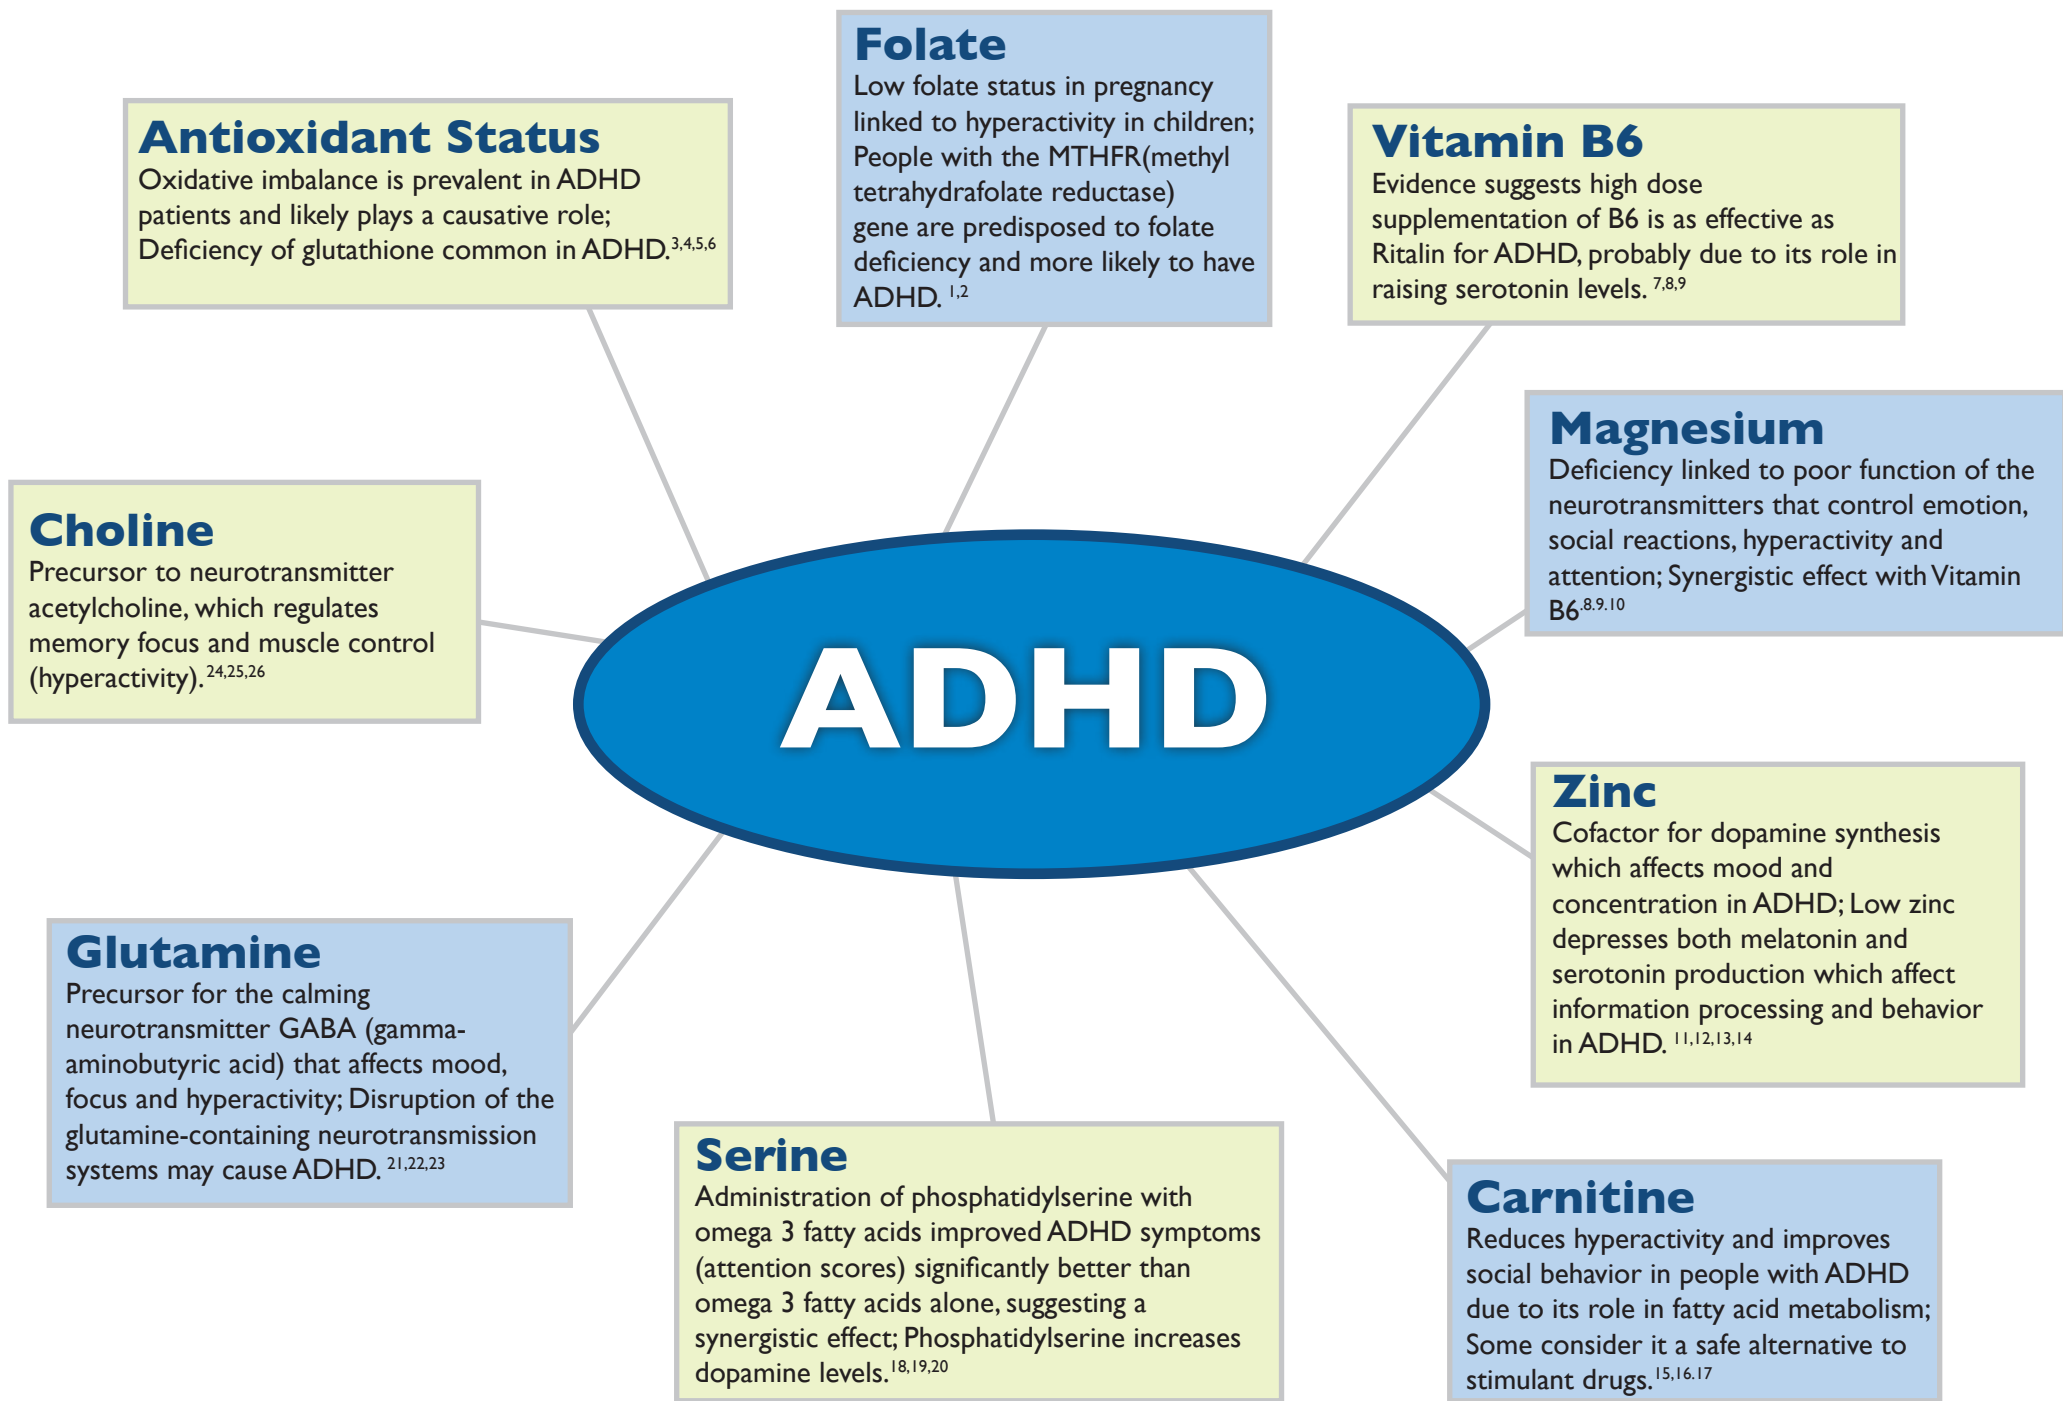 Folate
Low folate status in pregnancy
linked to hyperactivity in children;
People with the MTHFR(methyl
tetrahydrafolate reductase)
gene are predisposed to folate
deficiency and more likely to have
ADHD. 1,2
Antioxidant Status
Oxidative imbalance is prevalent in ADHD
patients and likely plays a causative role;
Deficiency of glutathione common in ADHD.3,4,5,6
Vitamin B6
Evidence suggests high dose
supplementation of B6 is as effective as
Ritalin for ADHD, probably due to its role in
raising serotonin levels. 7,8,9
Magnesium
Deficiency linked to poor function of the
neurotransmitters that control emotion,
social reactions, hyperactivity and
attention; Synergistic effect with Vitamin
B6.8.9.10
Choline
Precursor to neurotransmitter
acetylcholine, which regulates
memory focus and muscle control
(hyperactivity). 24,25,26
ADHD
Zinc
Cofactor for dopamine synthesis
which affects mood and
concentration in ADHD; Low zinc
depresses both melatonin and
serotonin production which affect
information processing and behavior
in ADHD. 11,12,13,14
Glutamine
Precursor for the calming
neurotransmitter GABA (gamma-
aminobutyric acid) that affects mood,
focus and hyperactivity; Disruption of the
glutamine-containing neurotransmission
systems may cause ADHD. 21,22,23
Serine
Administration of phosphatidylserine with
omega 3 fatty acids improved ADHD symptoms
(attention scores) significantly better than
omega 3 fatty acids alone, suggesting a
synergistic effect; Phosphatidylserine increases
dopamine levels.18,19,20
Carnitine
Reduces hyperactivity and improves
social behavior in people with ADHD
due to its role in fatty acid metabolism;
Some consider it a safe alternative to
stimulant drugs.15,16.17